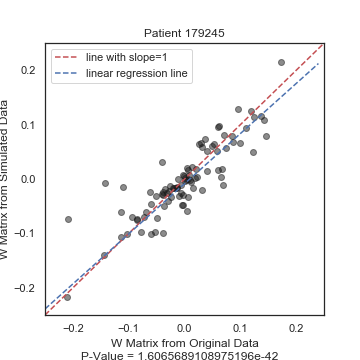 Patient 179245
line with slope=1
linear regression line
W Matrix from Simulated Data
0.2
0.1
0.0
−0.1
−0.2
−0.2
−0.1
0.0
0.1
0.2
W Matrix from Original Data
P-Value = 1.6065689108975196e-42